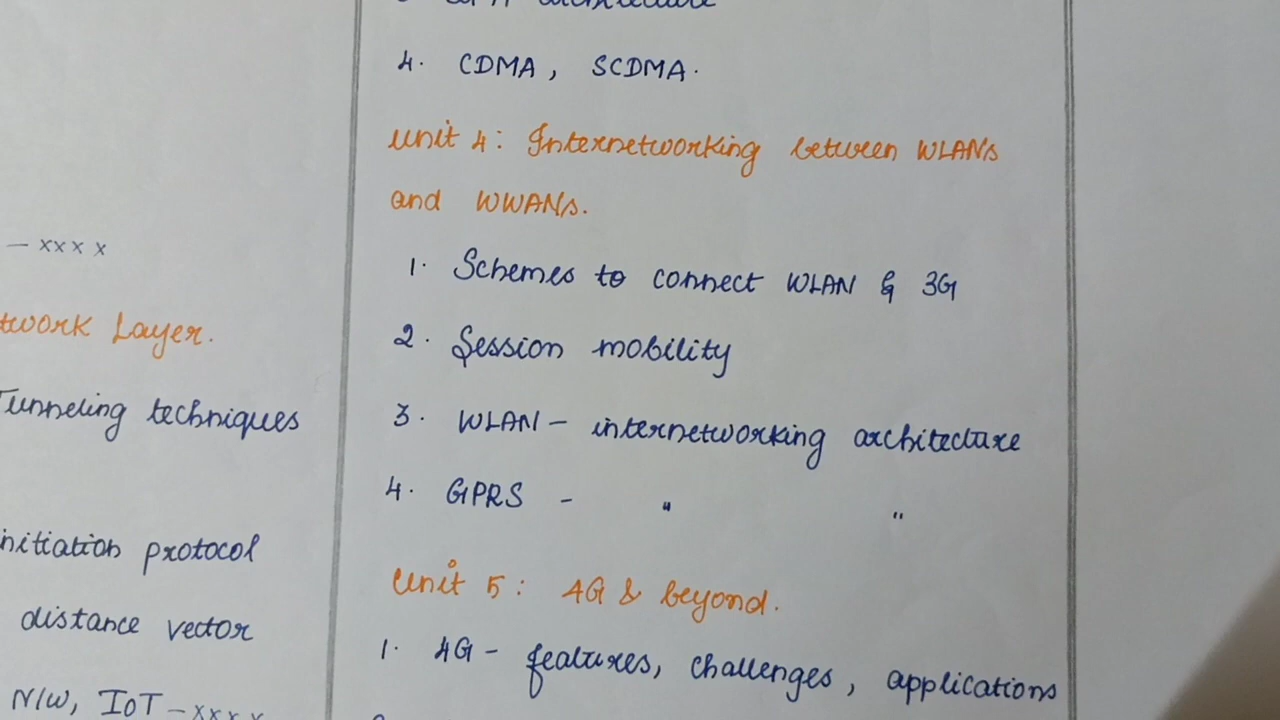 - xxx x
twork Layer.
Tunneling techniques
nitiation protocol
distance vector
N/W, IoT - xxxx
architecture
4. CDMA, SCDMA.
Unit 4: Internetworking between WLANs
and WWANs.
1. Schemes to connect WLAN & 3G
2. Session mobility
3. WLAN - internetworking architecture
4. GPRS - " "
Unit 5: 4G & beyond.
1. 4G - features, challenges, applications